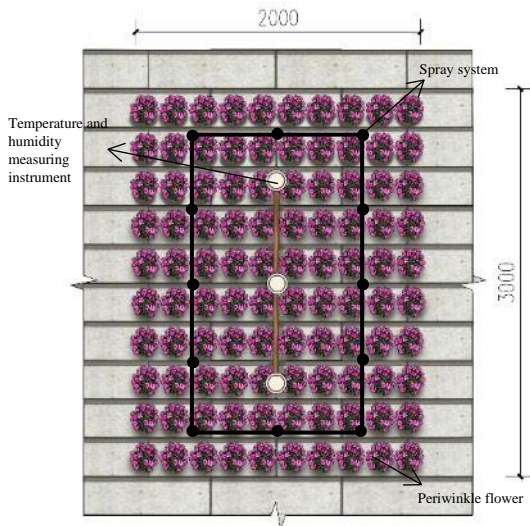 2000
Spray system
Temperature and
humidity
measuring
instrument
3000
Periwinkle flower